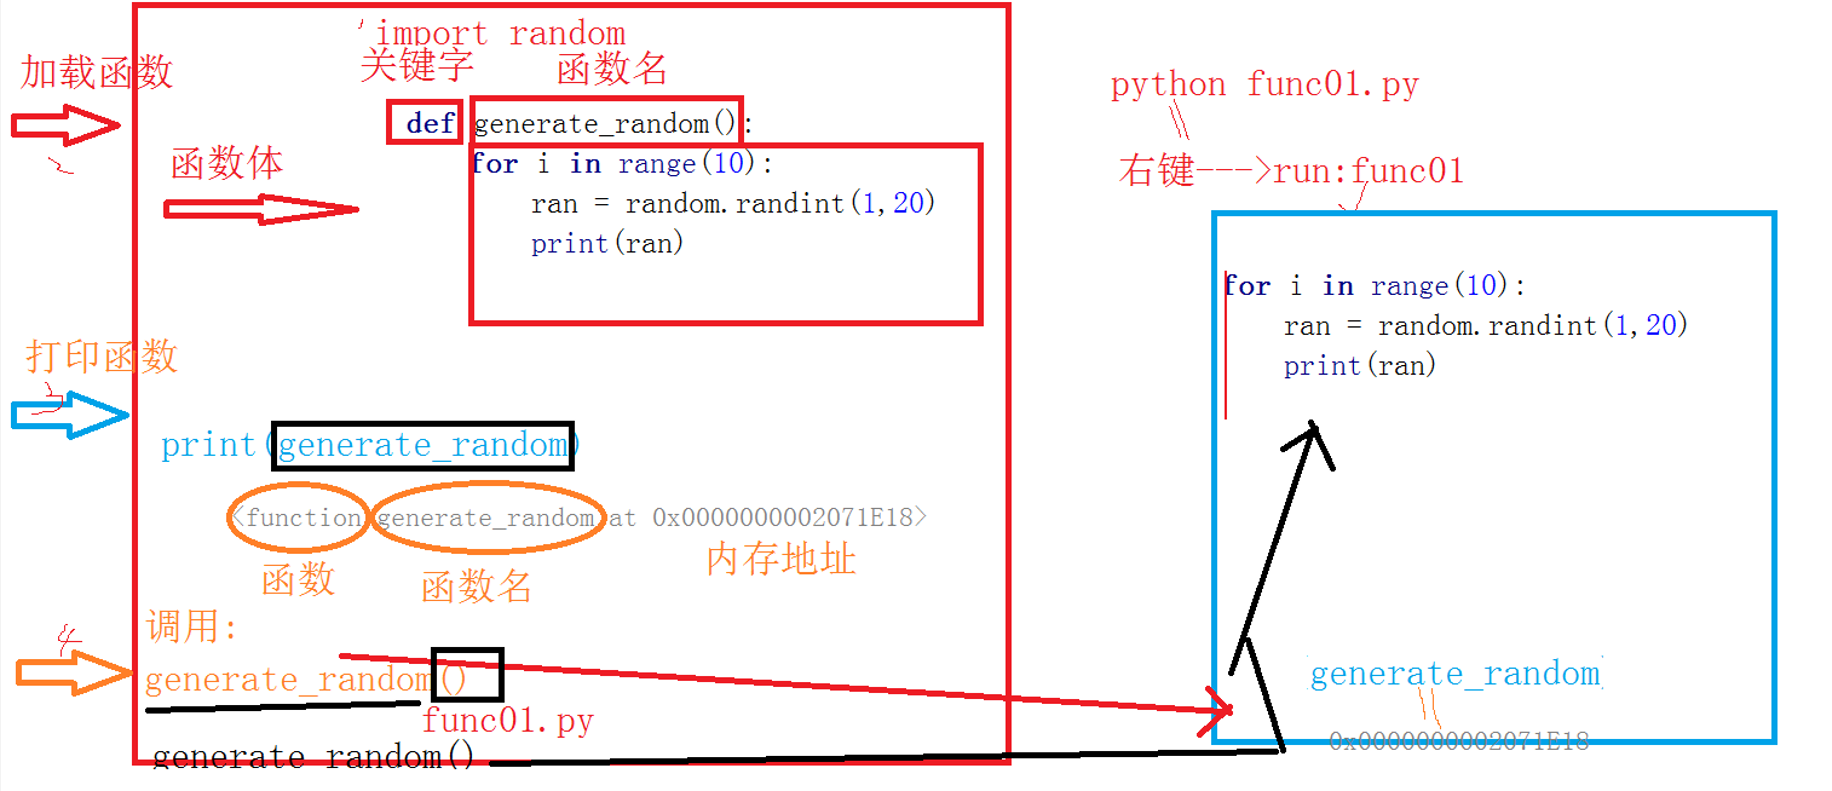 'import random
关键字
函数名
加载函数
def generate_random():
函数体
for i in range(10):
ran = random.randint(1,20)
print(ran)
打印函数
3
print(generate_random)
<function generate_random at 0x0000000002071E18>
函数
函数名
内存地址
调用:
4
generate_random()
func01.py
generate_random()
python func01.py
右键--->run:func01
for i in range(10):
ran = random.randint(1,20)
print(ran)
generate_random
0x0000000002071E18